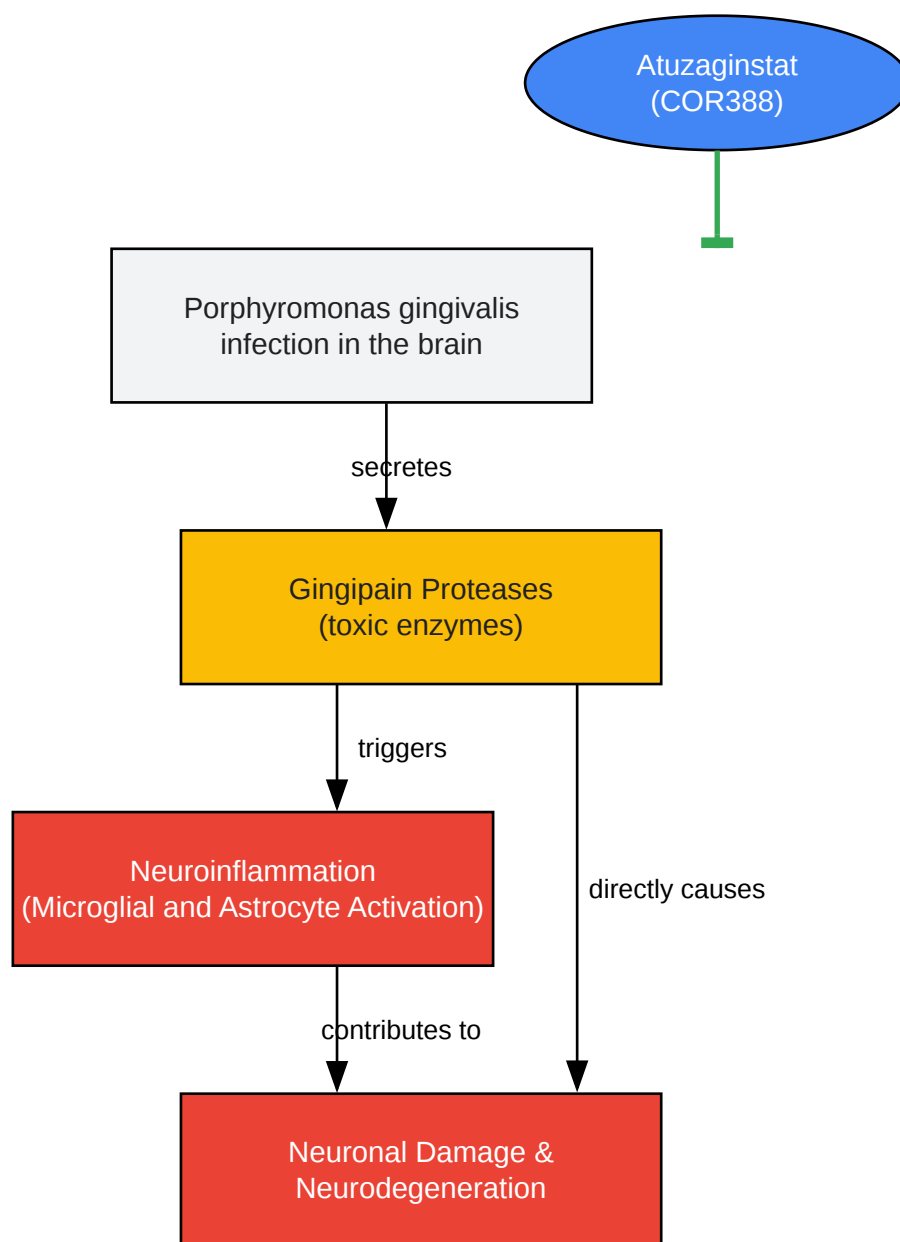 Atuzaginstat
(COR388)
Porphyromonas gingivalis
infection in the brain
secretes
Gingipain Proteases
(toxic enzymes)
triggers
Neuroinflammation
(Microglial and Astrocyte Activation)
directly causes
contributes to
Neuronal Damage &
Neurodegeneration